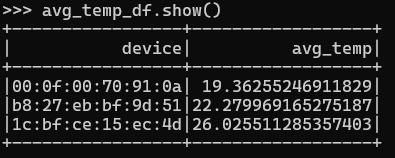 >>> avg_temp_df.show()
+-----------------+------------------+
|           device|          avg_temp|
+-----------------+------------------+
|00:0f:00:70:91:0a| 19.36255246911829|
|b8:27:eb:bf:9d:51|22.279969165275187|
|1c:bf:ce:15:ec:4d|26.025511285357403|
+-----------------+------------------+